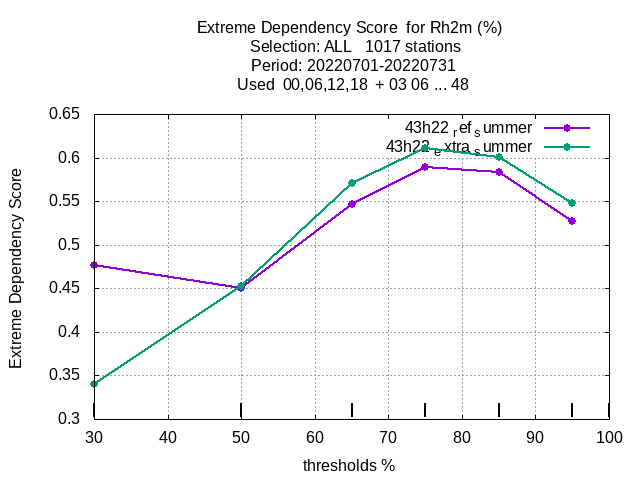 Extreme Dependency Score  for Rh2m (%)
Selection: ALL   1017 stations
Period: 20220701-20220731
Used  00,06,12,18  + 03 06 ... 48
43h22 ref summer
43h22 extra summer
Extreme Dependency Score
0.65
0.6
0.55
0.5
0.45
0.4
0.35
0.3
30 40 50 60 70 80 90 100
thresholds %